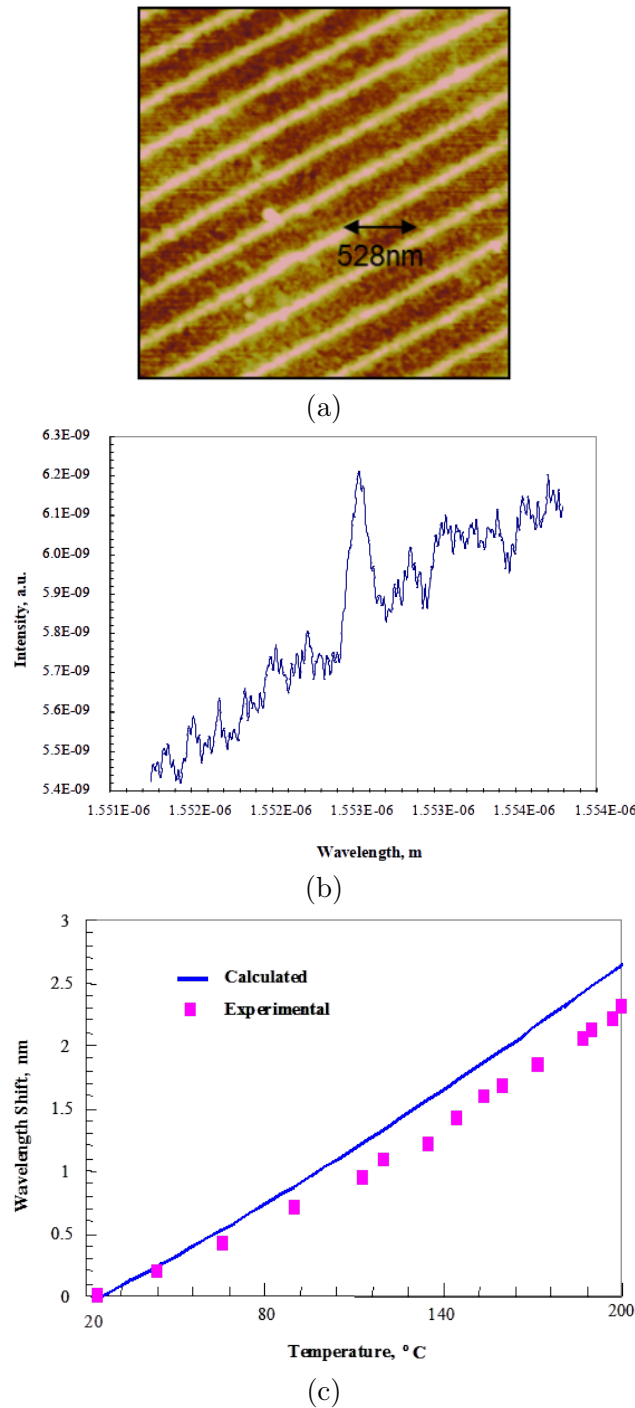 528nm
(a)
6.3E-09
6.2E-09
6.1E-09
6.0E-09
5.9E-09
5.8E-09
5.7E-09
5.6E-09
5.5E-09
5.4E-09
Intensity, a.u.
1.551E-06 1.552E-06 1.552E-06 1.553E-06 1.553E-06 1.554E-06 1.554E-06
Wavelength, m
(b)
3
2.5
2
1.5
1
0.5
0
Wavelength Shift, nm
Calculated
Experimental
20 80 140 200
Temperature, °C
(c)